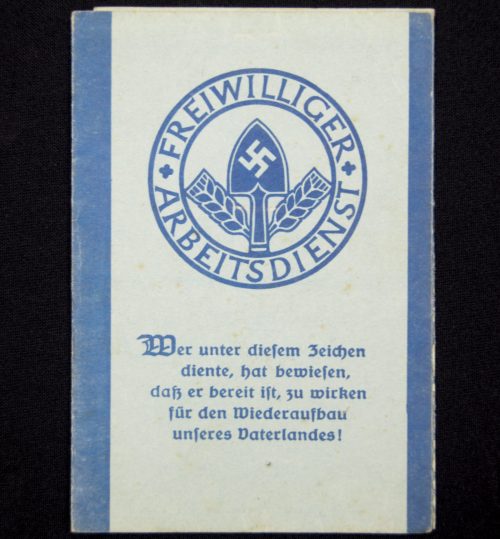 FREIWILLIGER
ARBEITSDIENST
Wer unter diesem Zeichen
diente, hat bewiesen,
daß er bereit ist, zu wirken
für den Wiederaufbau
unseres Vaterlandes!